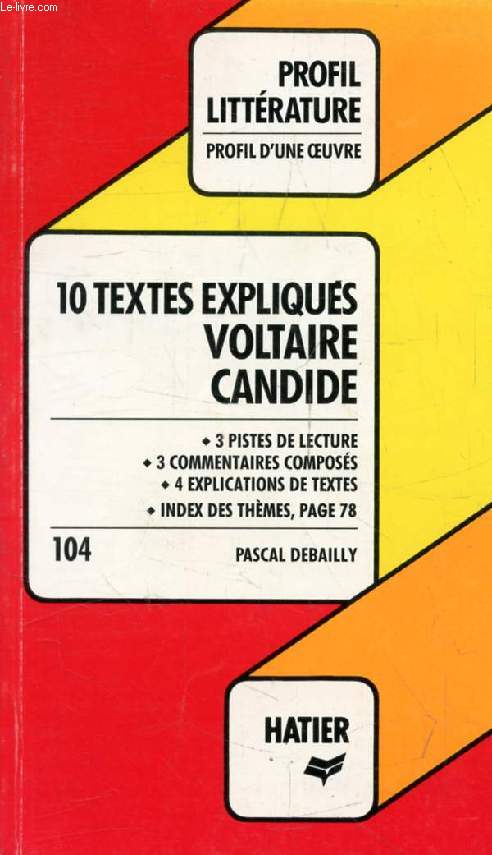 Le-livre.com
PROFIL
LITTÉRATURE
PROFIL D'UNE ŒUVRE
10 TEXTES EXPLIQUÉS
VOLTAIRE
CANDIDE
◆ 3 PISTES DE LECTURE
◆ 3 COMMENTAIRES COMPOSÉS
◆ 4 EXPLICATIONS DE TEXTES
◆ INDEX DES THÈMES, PAGE 78
104 PASCAL DEBAILLY
HATIER